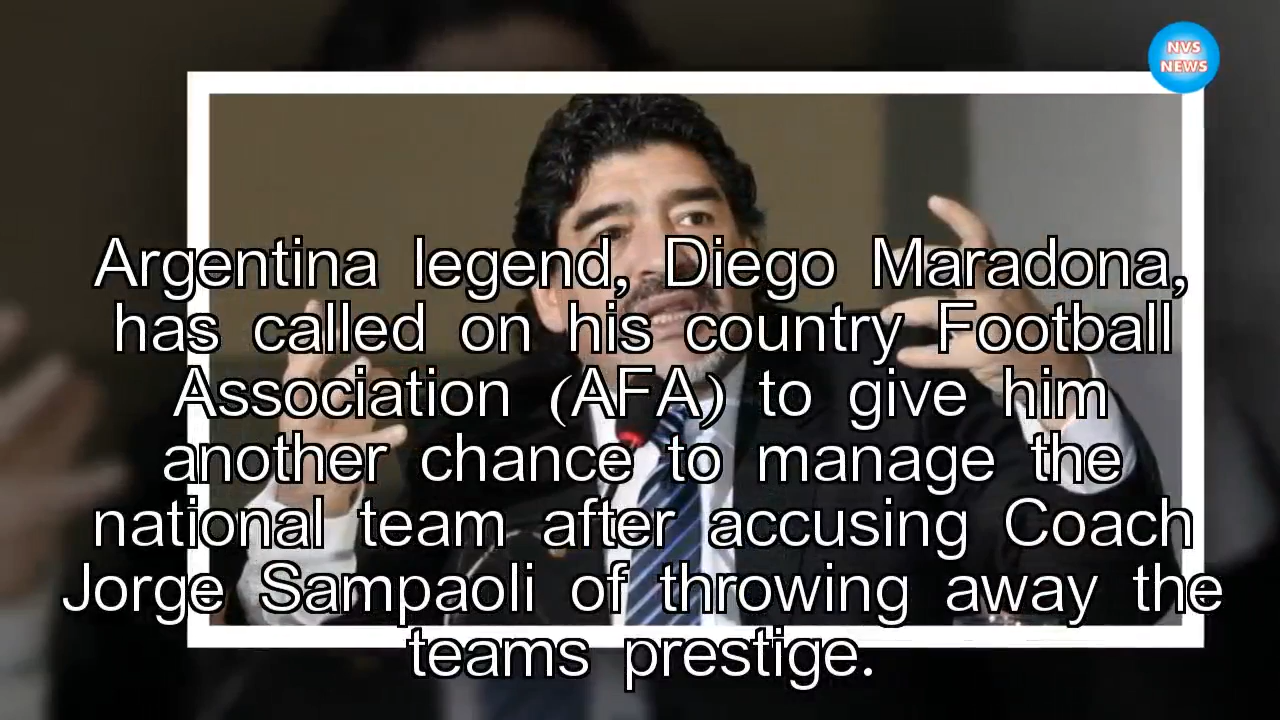 NVS
NEWS
Argentina legend, Diego Maradona,
has called on his country Football
Association (AFA) to give him
another chance to manage the
national team after accusing Coach
Jorge Sampaoli of throwing away the
teams prestige.